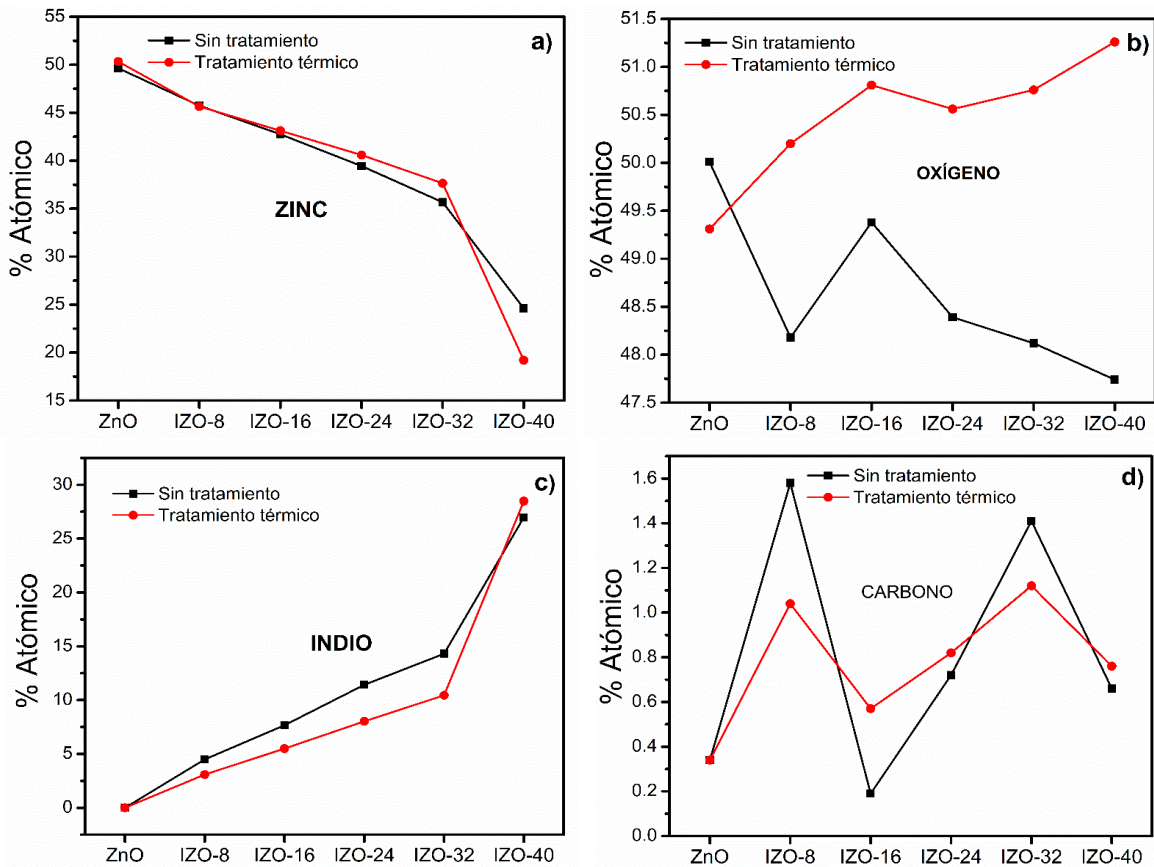 a)
Sin tratamiento
Tratamiento térmico
ZINC
% Atómico
55
50
45
40
35
30
25
20
15
ZnO IZO-8 IZO-16 IZO-24 IZO-32 IZO-40
b)
Sin tratamiento
Tratamiento térmico
OXÍGENO
% Atómico
51.5
51.0
50.5
50.0
49.5
49.0
48.5
48.0
47.5
ZnO IZO-8 IZO-16 IZO-24 IZO-32 IZO-40
c)
Sin tratamiento
Tratamiento térmico
INDIO
% Atómico
30
25
20
15
10
5
0
ZnO IZO-8 IZO-16 IZO-24 IZO-32 IZO-40
d)
Sin tratamiento
Tratamiento térmico
CARBONO
% Atómico
1.6
1.4
1.2
1.0
0.8
0.6
0.4
0.2
0.0
ZnO IZO-8 IZO-16 IZO-24 IZO-32 IZO-40